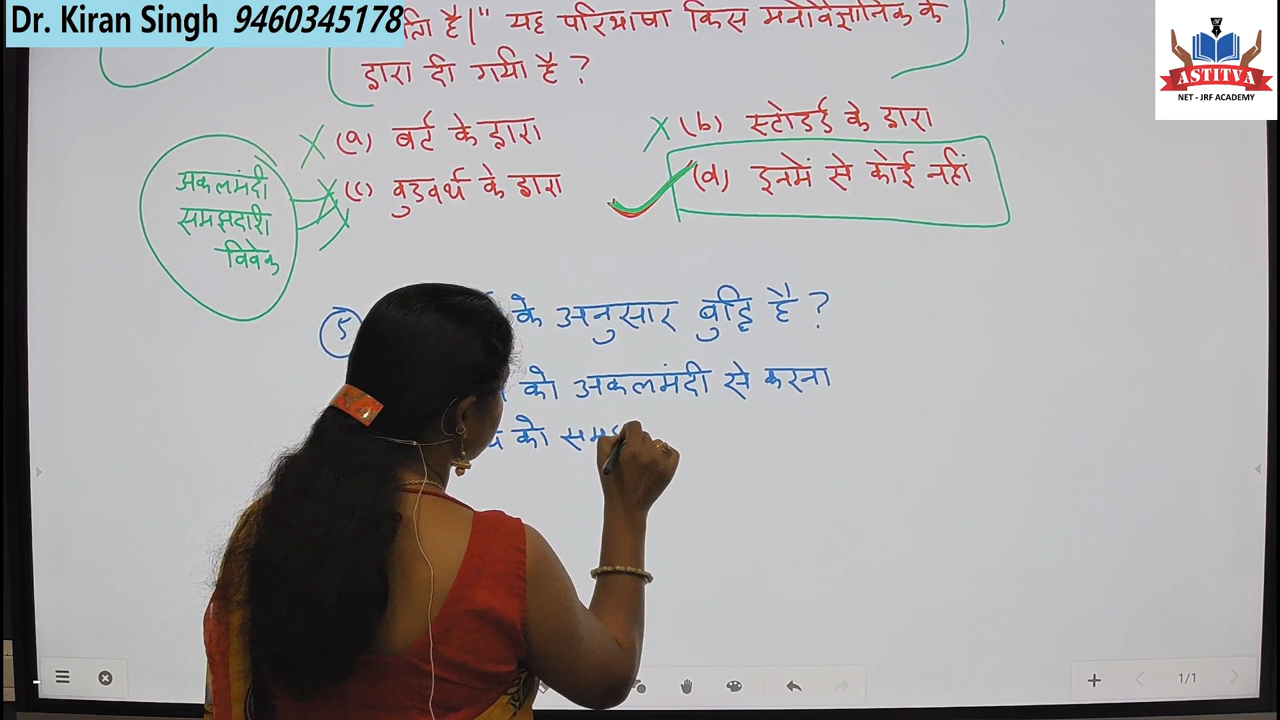 Dr. Kiran Singh 9460345178
है।" यह परिभाषा किस मनोवैज्ञानिक के
द्वारा दी गयी है ?
(a) बर्ट के द्वारा
(b) स्टोडर्ड के द्वारा
(c) वुडवर्थ के द्वारा
(d) इनमें से कोई नहीं
अकलमंदी
समझदारी
विवेक
5
के अनुसार बुद्धि है ?
को अकलमंदी से करना
को
ASTITVA
NET - JRF ACADEMY
1/1